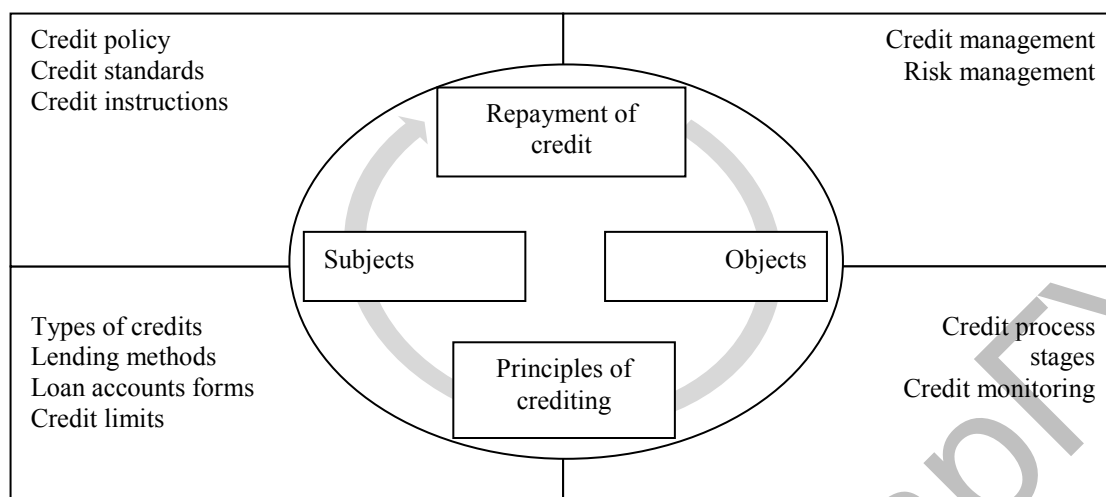 Credit policy
Credit standards
Credit instructions
Credit management
Risk management
Repayment of
credit
Subjects
Objects
Principles of
crediting
Types of credits
Lending methods
Loan accounts forms
Credit limits
Credit process
stages
Credit monitoring